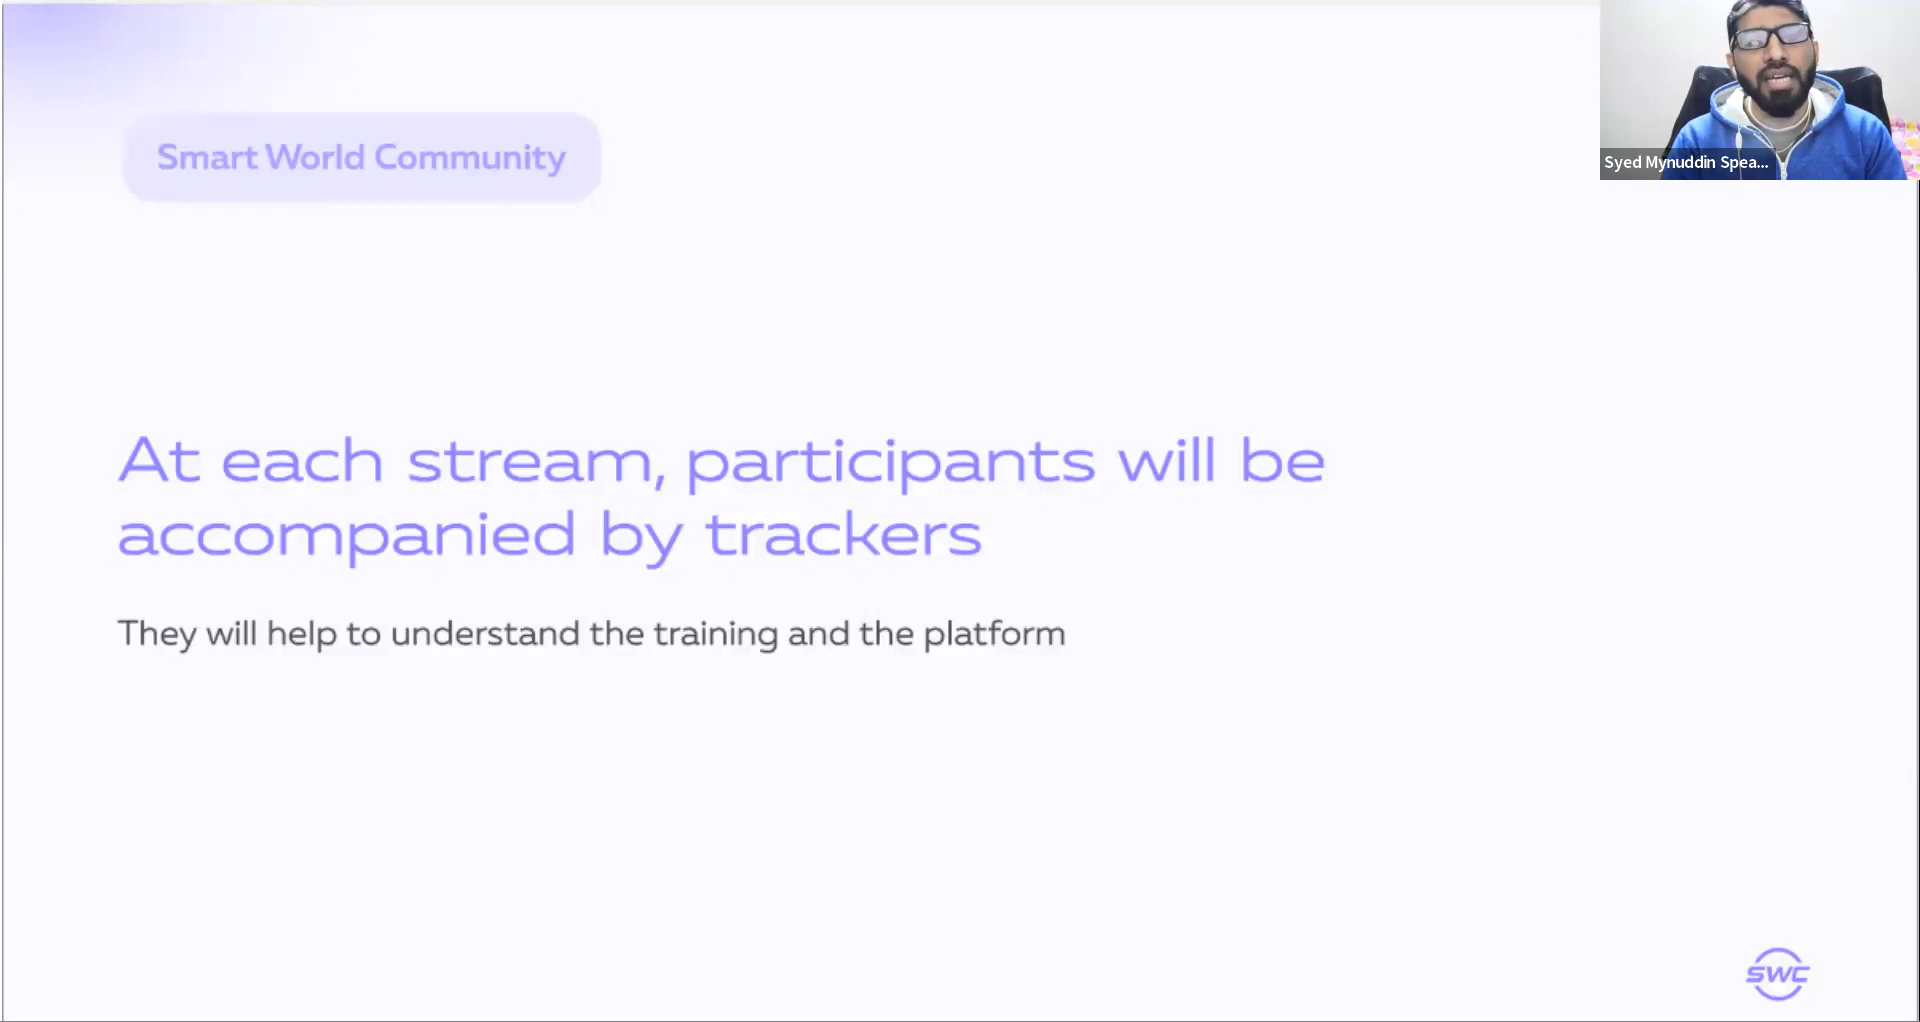 Smart World Community
Syed Mynuddin Spea...
At each stream, participants will be
accompanied by trackers
They will help to understand the training and the platform
SWC